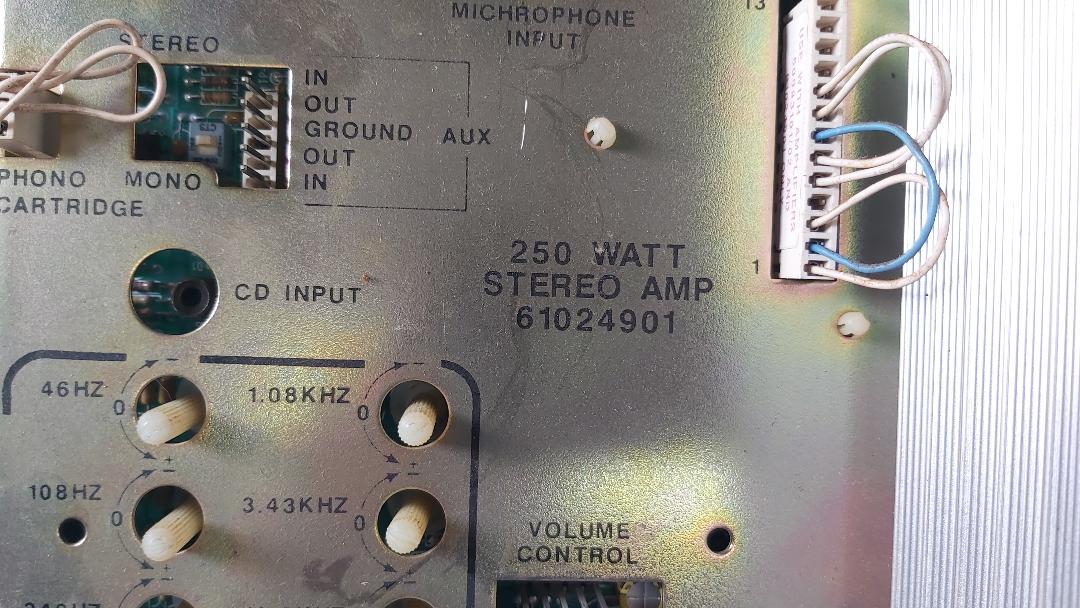 MICHROPHONE
INPUT
13
STEREO
IN
OUT
GROUND AUX
OUT
IN
PHONO MONO
CARTRIDGE
CD INPUT
250 WATT
STEREO AMP
61024901
1
46HZ
0
- +
1.08KHZ
0
- +
108HZ
0
- +
3.43KHZ
0
- +
VOLUME
CONTROL